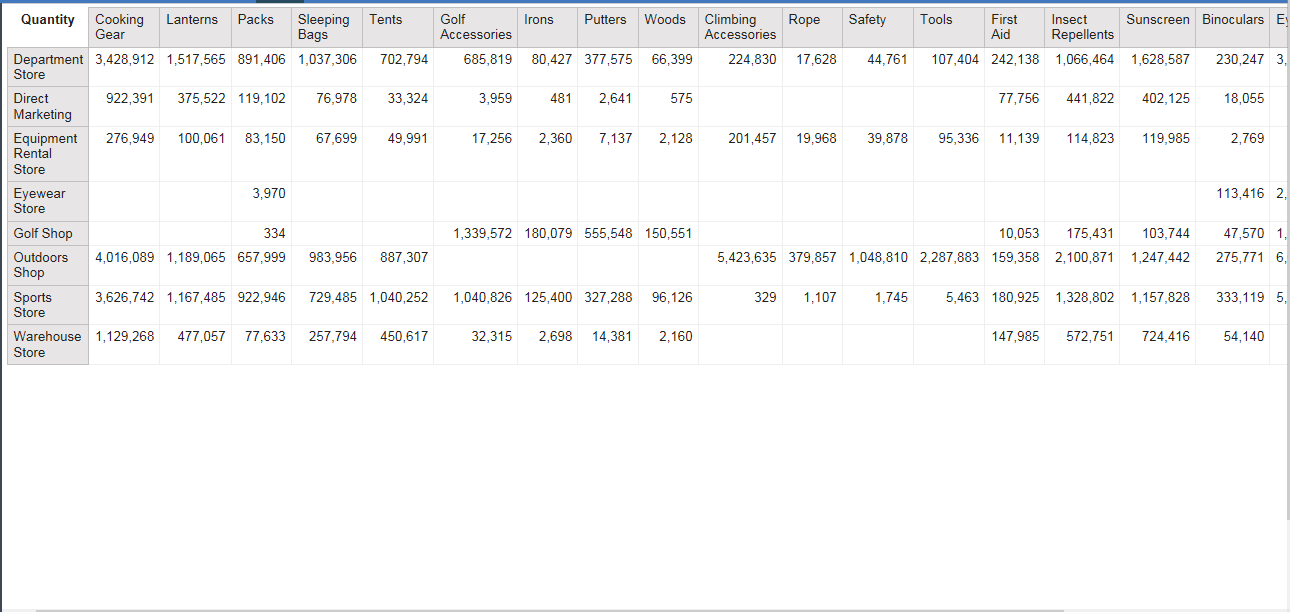 Quantity Cooking Gear Lanterns Packs Sleeping Bags Tents Golf Accessories Irons Putters Woods Climbing Accessories Rope Safety Tools First Aid Insect Repellents Sunscreen Binoculars Ey
Department Store 3,428,912 1,517,565 891,406 1,037,306 702,794 685,819 80,427 377,575 66,399 224,830 17,628 44,761 107,404 242,138 1,066,464 1,628,587 230,247 3,
Direct Marketing 922,391 375,522 119,102 76,978 33,324 3,959 481 2,641 575 77,756 441,822 402,125 18,055
Equipment Rental Store 276,949 100,061 83,150 67,699 49,991 17,256 2,360 7,137 2,128 201,457 19,968 39,878 95,336 11,139 114,823 119,985 2,769
Eyewear Store 3,970 113,416 2,
Golf Shop 334 1,339,572 180,079 555,548 150,551 10,053 175,431 103,744 47,570 1,
Outdoors Shop 4,016,089 1,189,065 657,999 983,956 887,307 5,423,635 379,857 1,048,810 2,287,883 159,358 2,100,871 1,247,442 275,771 6,
Sports Store 3,626,742 1,167,485 922,946 729,485 1,040,252 1,040,826 125,400 327,288 96,126 329 1,107 1,745 5,463 180,925 1,328,802 1,157,828 333,119 5,
Warehouse Store 1,129,268 477,057 77,633 257,794 450,617 32,315 2,698 14,381 2,160 147,985 572,751 724,416 54,140